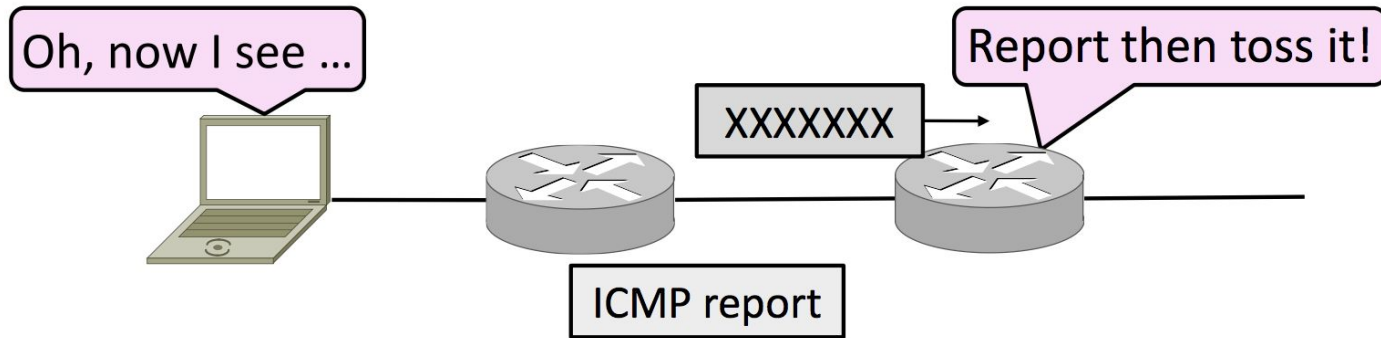 Oh, now I see …
Report then toss it!
XXXXXXX
ICMP report